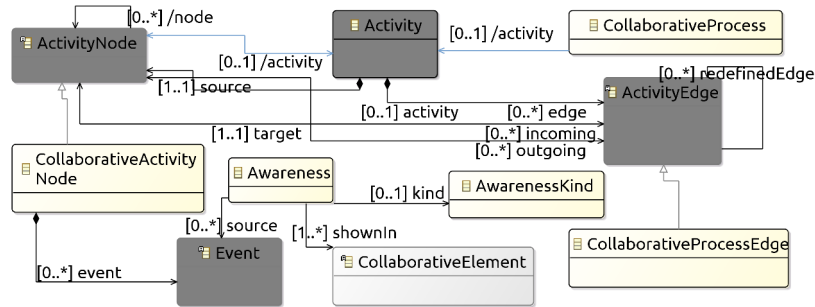 [0..*] /node
Activity
CollaborativeProcess
ActivityNode
[0..1] /activity
[0..1] /activity
[0..*] redefinedEdge
[1..1] source
ActivityEdge
[0..1] activity
[0..*] edge
[1..1] target
[0..*] incoming
[0..*] outgoing
CollaborativeActivity
Node
Awareness
[0..1] kind
AwarenessKind
[0..*] source
[1..*] shownIn
Event
CollaborativeElement
CollaborativeProcessEdge
[0..*] event